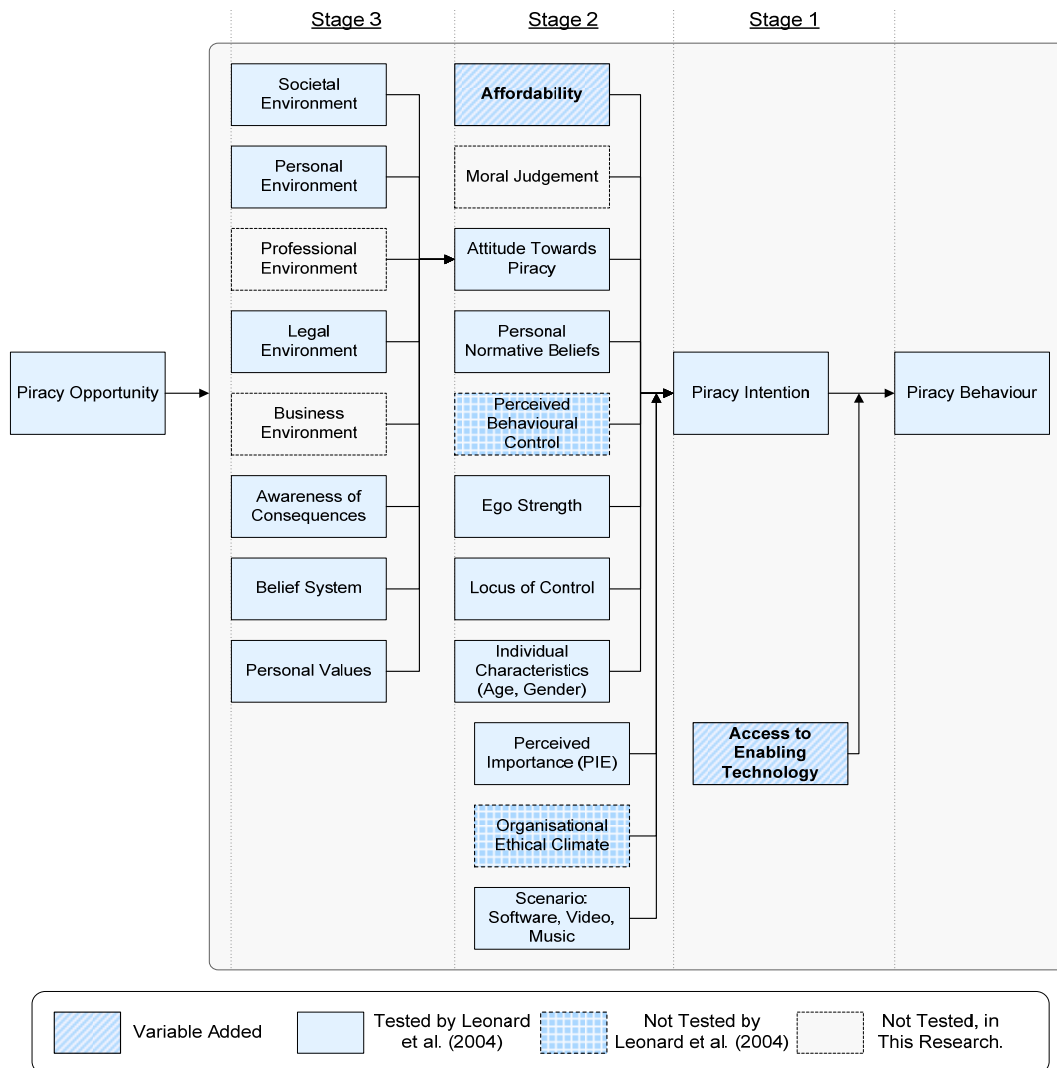 Stage 3
Stage 2
Stage 1
Societal
Environment
Personal
Environment
Professional
Environment
Legal
Environment
Business
Environment
Awareness of
Consequences
Belief System
Personal Values
Piracy Opportunity
Affordability
Moral Judgement
Attitude Towards
Piracy
Personal
Normative Beliefs
Perceived
Behavioural
Control
Ego Strength
Locus of Control
Individual
Characteristics
(Age, Gender)
Perceived
Importance (PIE)
Organisational
Ethical Climate
Scenario:
Software, Video,
Music
Piracy Intention
Access to
Enabling
Technology
Piracy Behaviour
Variable Added
Tested by Leonard
et al. (2004)
Not Tested by
Leonard et al. (2004)
Not Tested, in
This Research.